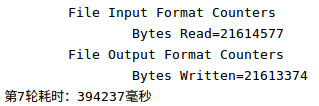 File Input Format Counters
Bytes Read=21614577
File Output Format Counters
Bytes Written=21613374
第7轮耗时：394237毫秒